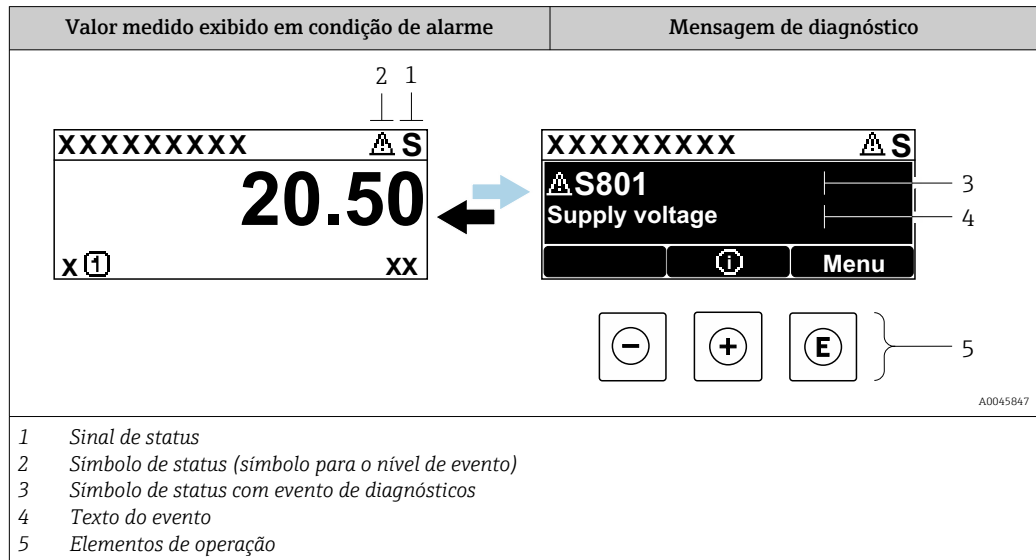 Valor medido exibido em condição de alarme
Mensagem de diagnóstico
2 1
XXXXXXXXX S
20.50
X 1 XX
XXXXXXXXX S
S801
Supply voltage
i Menu
3
4
- + E
5
A0045847
1 Sinal de status
2 Símbolo de status (símbolo para o nível de evento)
3 Símbolo de status com evento de diagnósticos
4 Texto do evento
5 Elementos de operação